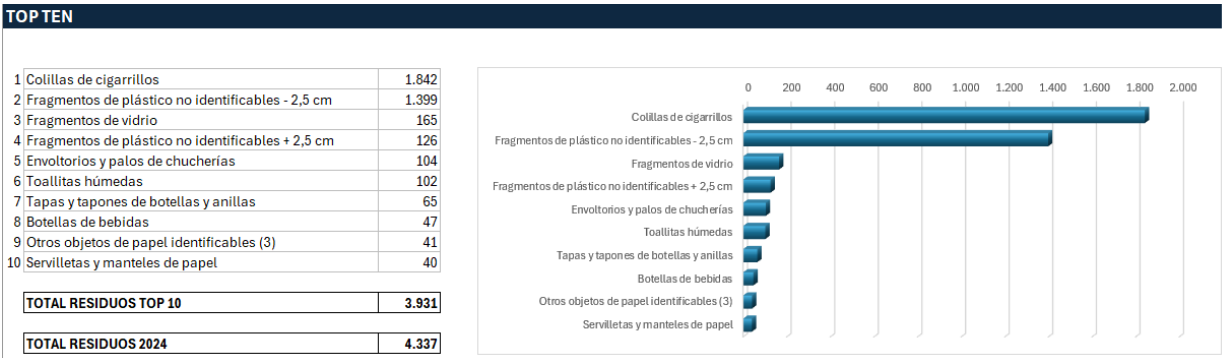 TOP TEN
1 Colillas de cigarrillos 1.842
2 Fragmentos de plástico no identificables - 2,5 cm 1.399
3 Fragmentos de vidrio 165
4 Fragmentos de plástico no identificables + 2,5 cm 126
5 Envoltorios y palos de chucherías 104
6 Toallitas húmedas 102
7 Tapas y tapones de botellas y anillas 65
8 Botellas de bebidas 47
9 Otros objetos de papel identificables (3) 41
10 Servilletas y manteles de papel 40
TOTAL RESIDUOS TOP 10 3.931
TOTAL RESIDUOS 2024 4.337
0 200 400 600 800 1.000 1.200 1.400 1.600 1.800 2.000
Colillas de cigarrillos
Fragmentos de plástico no identificables - 2,5 cm
Fragmentos de vidrio
Fragmentos de plástico no identificables + 2,5 cm
Envoltorios y palos de chucherías
Toallitas húmedas
Tapas y tapones de botellas y anillas
Botellas de bebidas
Otros objetos de papel identificables (3)
Servilletas y manteles de papel